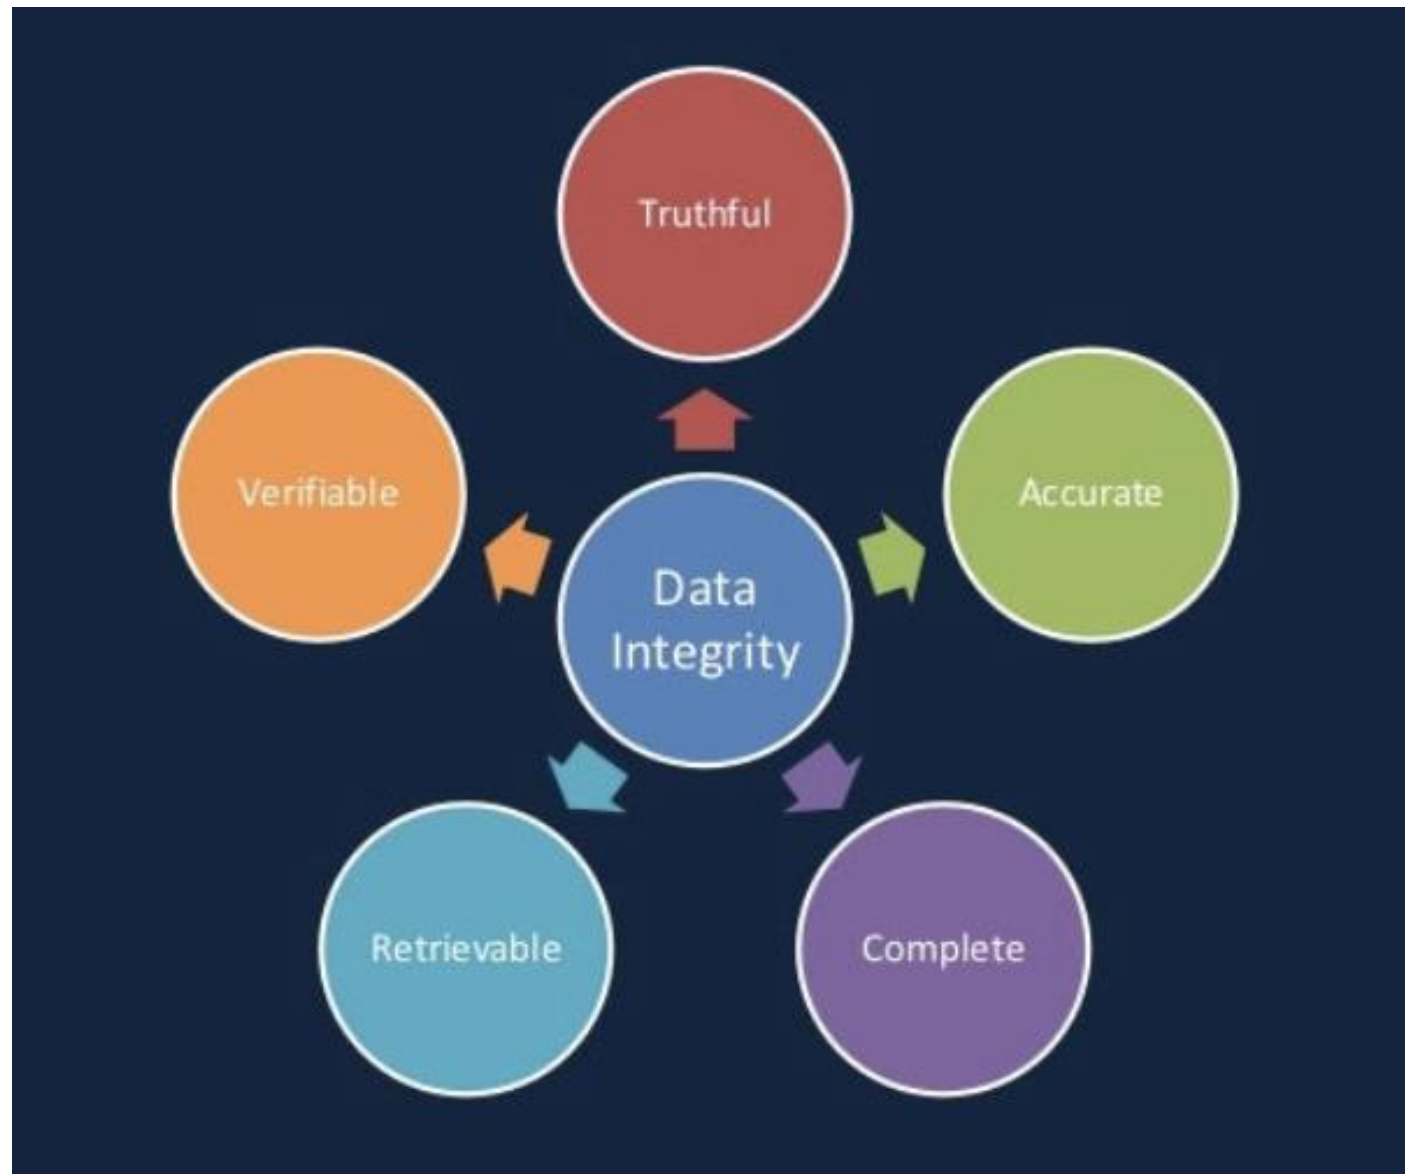 Truthful
Verifiable
Accurate
Data
Integrity
Retrievable
Complete